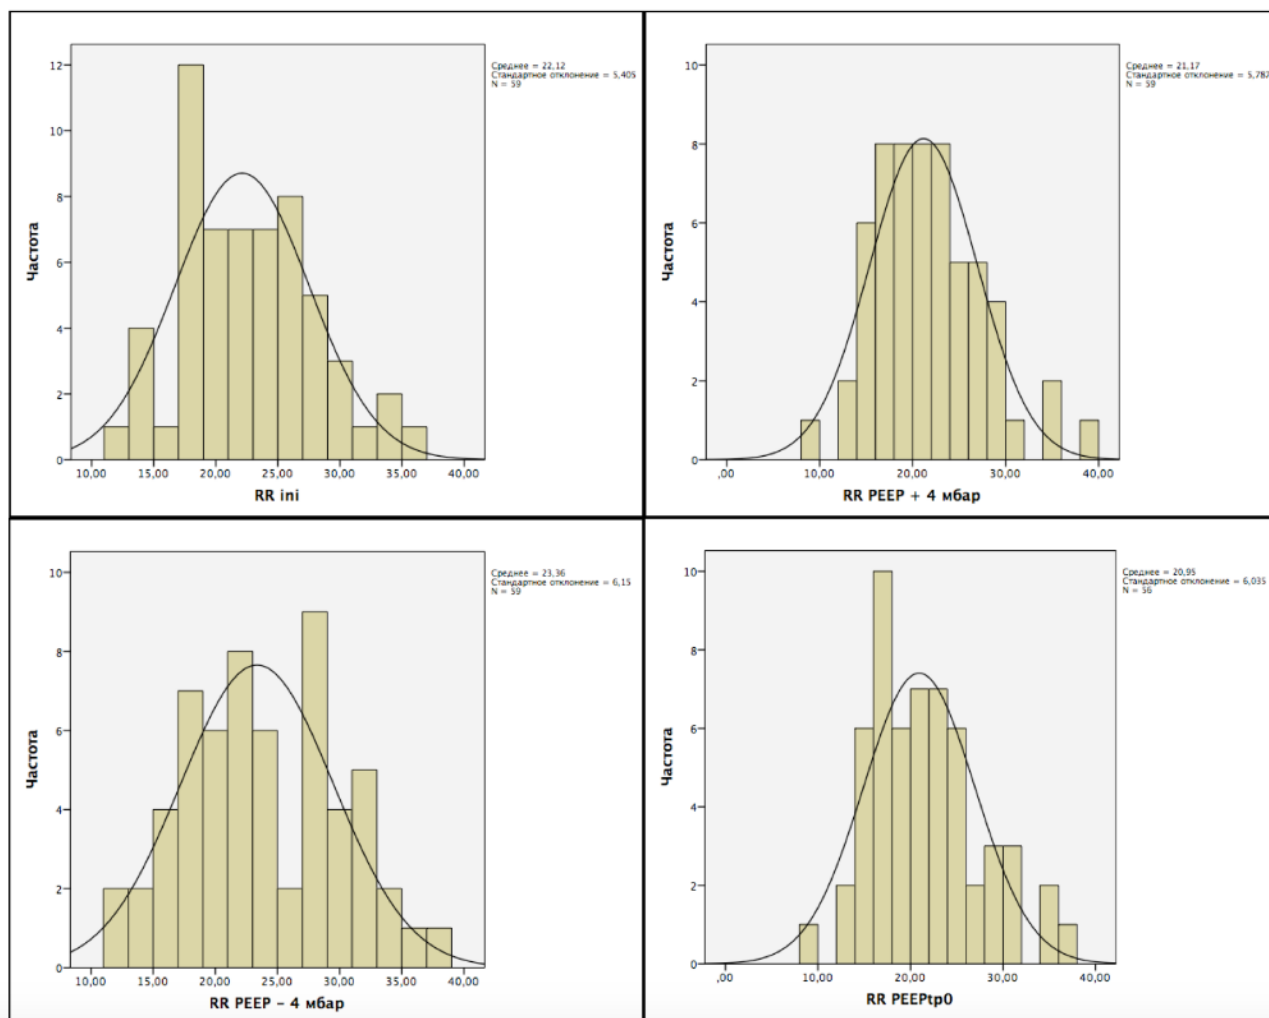 Среднее = 22,12
Стандартное отклонение = 5,405
N = 59
12
10
8
6
4
2
0
Частота
10,00 15,00 20,00 25,00 30,00 35,00 40,00
RR ini
Среднее = 21,17
Стандартное отклонение = 5,787
N = 59
10
8
6
4
2
0
Частота
,00 10,00 20,00 30,00 40,00
RR PEEP + 4 мбар
Среднее = 23,36
Стандартное отклонение = 6,15
N = 59
10
8
6
4
2
0
Частота
10,00 15,00 20,00 25,00 30,00 35,00 40,00
RR PEEP – 4 мбар
Среднее = 20,95
Стандартное отклонение = 6,035
N = 56
10
8
6
4
2
0
Частота
,00 10,00 20,00 30,00 40,00
RR PEEPtp0